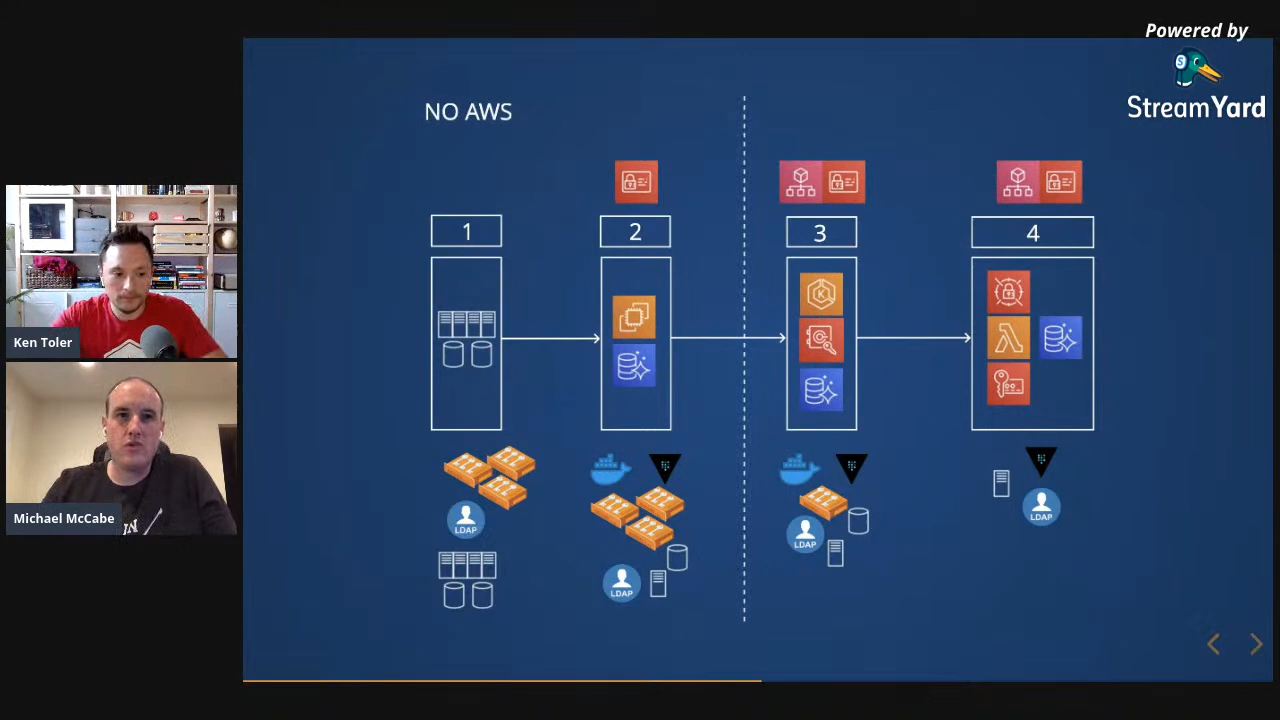 Powered by
S
StreamYard
NO AWS
1
2
3
4
K
LDAP
LDAP
LDAP
LDAP
Ken Toler
Michael McCabe